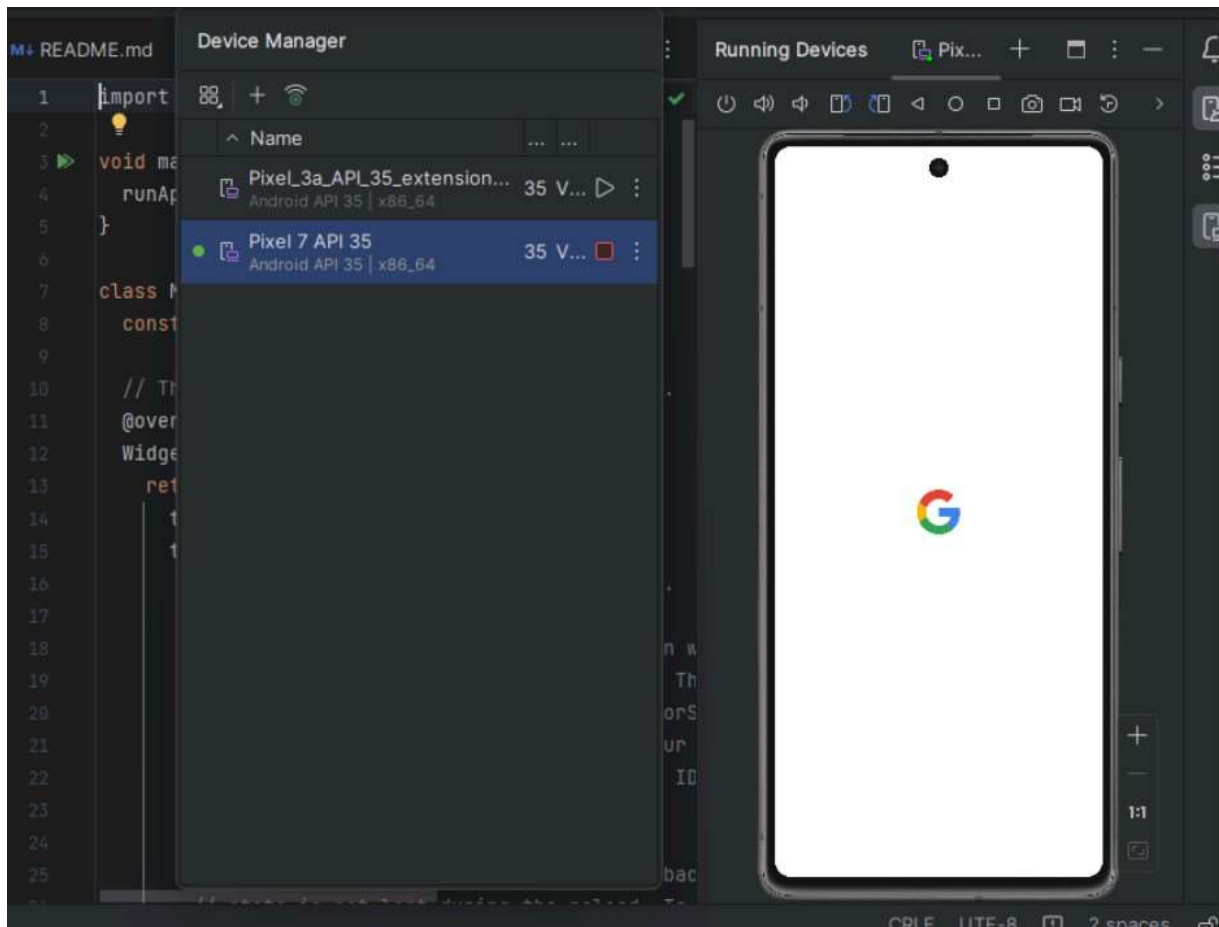 README.md
Device Manager
Running Devices
Pix...
Name
... ...
Pixel_3a_API_35_extension...
35 V...
Android API 35 | x86_64
Pixel 7 API 35
35 V...
Android API 35 | x86_64
1 import
2
3 void ma
4 runAp
5 }
6
7 class M
8 const
9
10 // Th
11 @over
12 Widge
13 ret
14 t
15 t
16
17
18 n w
19 Th
20 orS
21 ur
22 ID
23
24
25 bac
1:1
CRLF UTF-8 2 spaces